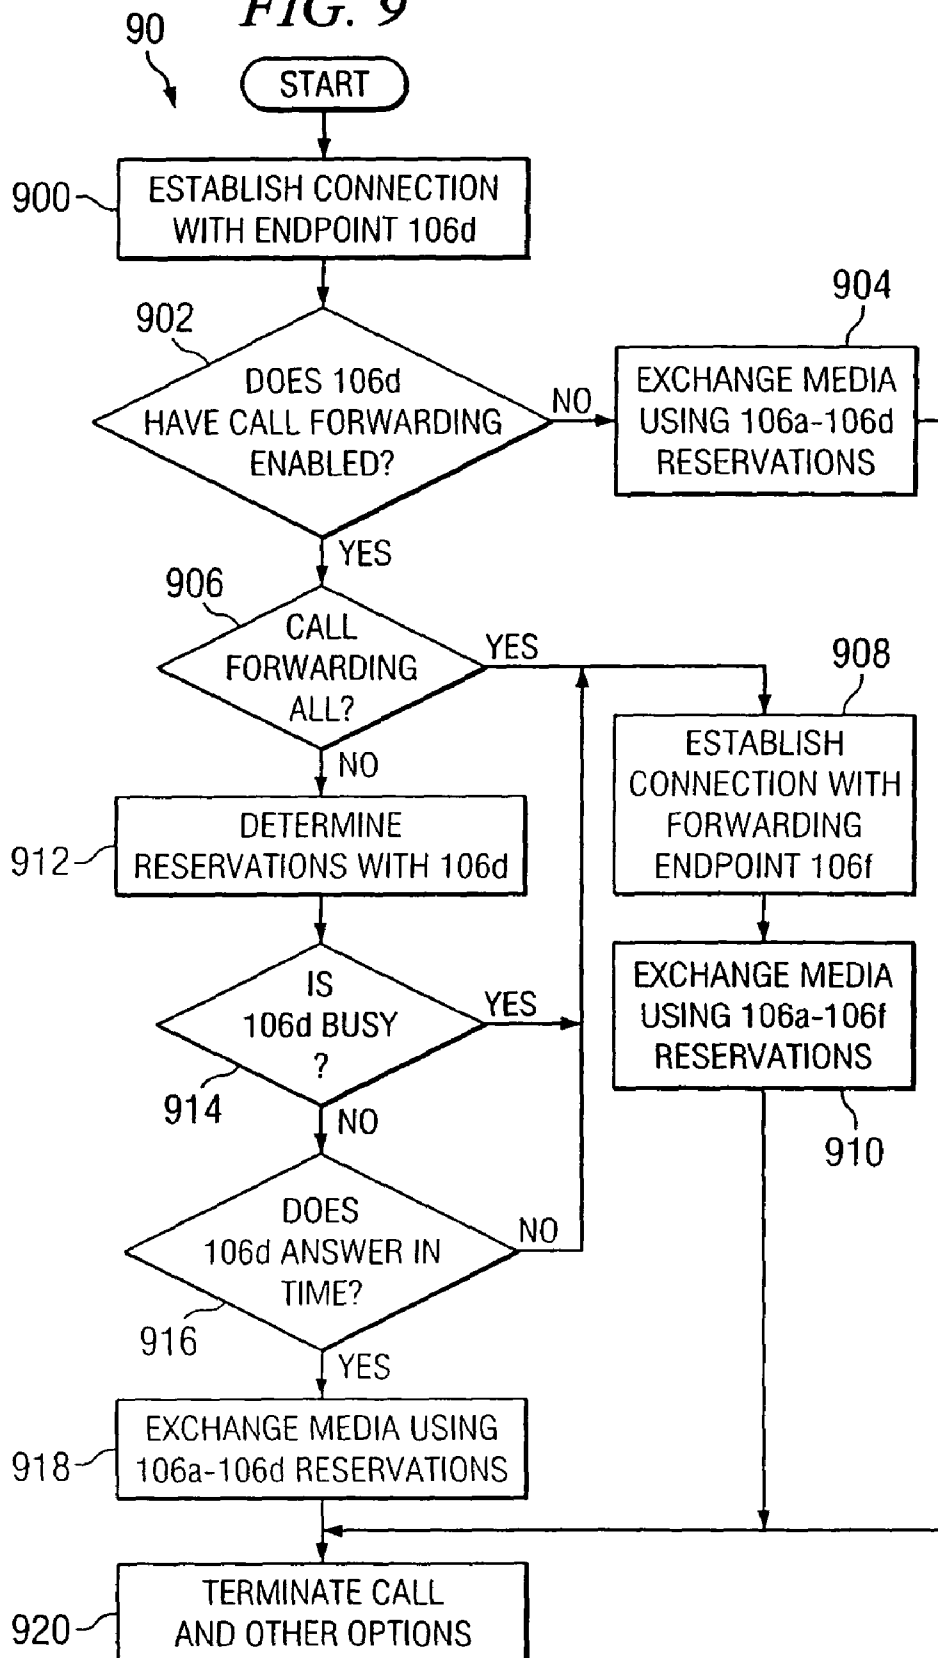 FIG. 9
90
START
900
ESTABLISH CONNECTION
WITH ENDPOINT 106d
902
DOES 106d
HAVE CALL FORWARDING
ENABLED?
NO
904
EXCHANGE MEDIA
USING 106a-106d
RESERVATIONS
YES
906
CALL
FORWARDING
ALL?
YES
908
ESTABLISH
CONNECTION WITH
FORWARDING
ENDPOINT 106f
NO
912
DETERMINE
RESERVATIONS WITH 106d
EXCHANGE MEDIA
USING 106a-106f
RESERVATIONS
910
IS
106d BUSY
?
YES
914
NO
DOES
106d ANSWER IN
TIME?
NO
916
YES
EXCHANGE MEDIA USING
106a-106d RESERVATIONS
918
TERMINATE CALL
AND OTHER OPTIONS
920